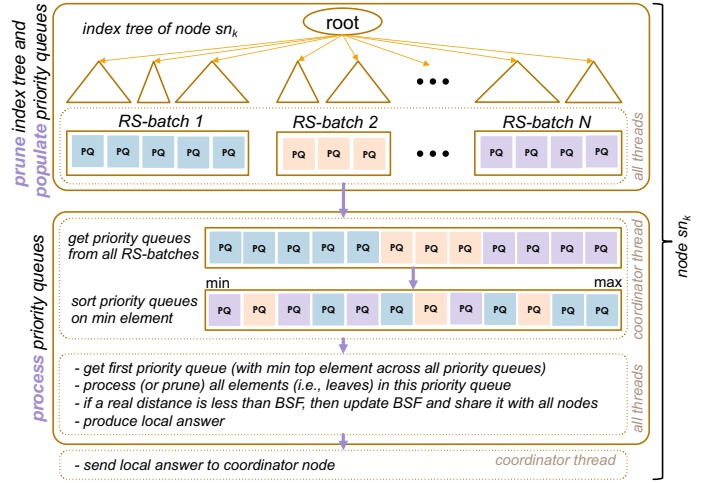 root
index tree of node snk
prune index tree and
populate priority queues
RS-batch 1
RS-batch 2
RS-batch N
PQ PQ PQ PQ PQ
PQ PQ PQ
PQ PQ PQ PQ
all threads
node snk
process priority queues
get priority queues
from all RS-batches
PQ PQ PQ PQ PQ PQ PQ PQ PQ PQ PQ PQ
min
max
sort priority queues
on min element
PQ PQ PQ PQ PQ PQ PQ PQ PQ PQ PQ PQ
coordinator thread
- get first priority queue (with min top element across all priority queues)
- process (or prune) all elements (i.e., leaves) in this priority queue
- if a real distance is less than BSF, then update BSF and share it with all nodes
- produce local answer
all threads
- send local answer to coordinator node
coordinator thread